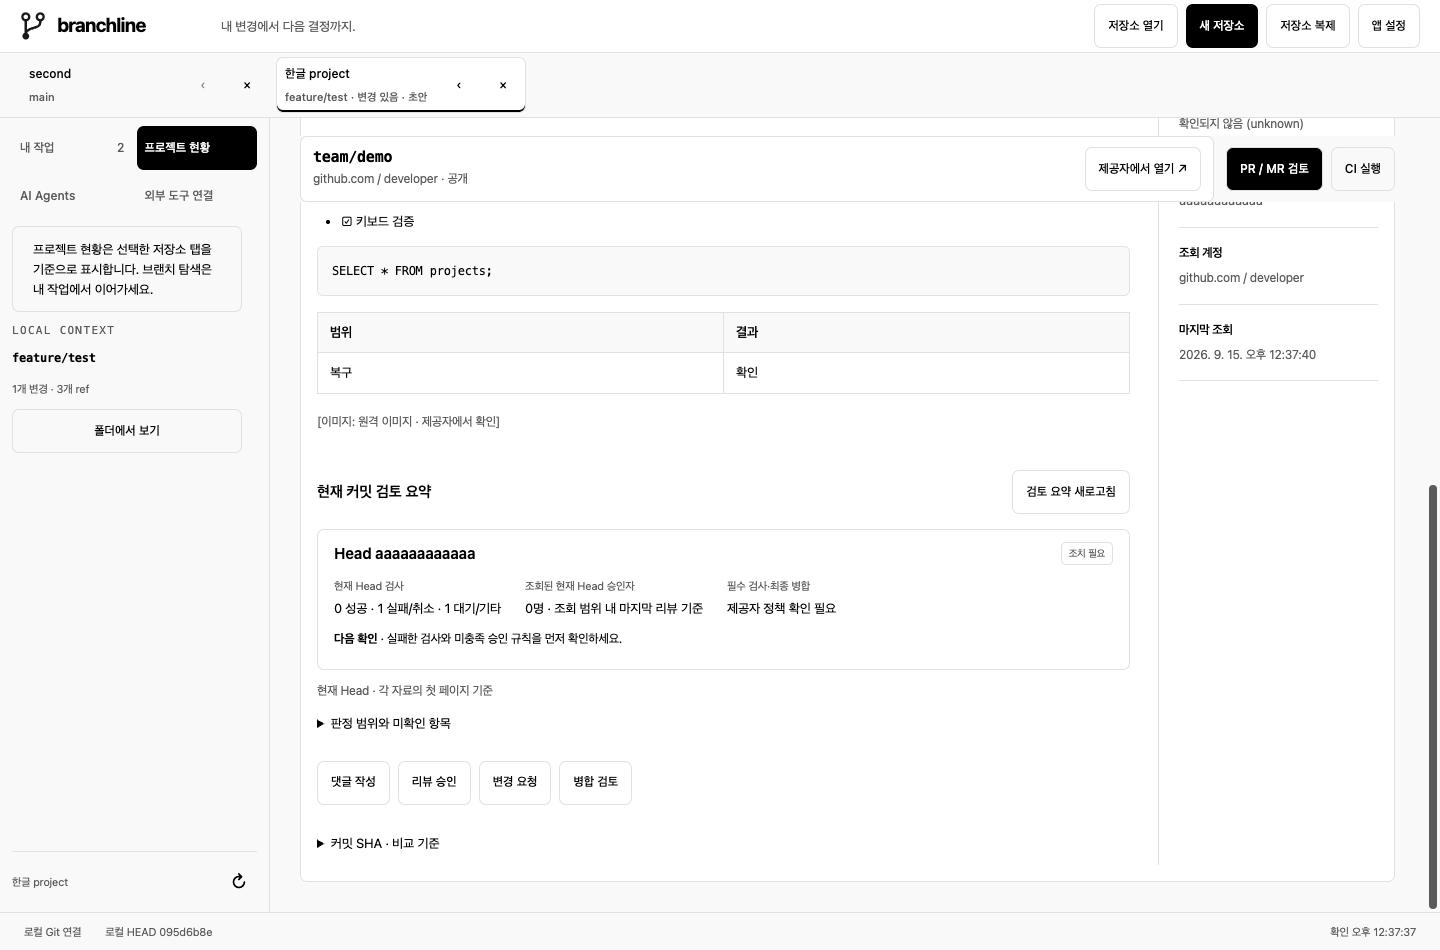 branchline
내 변경에서 다음 결정까지.
저장소 열기
새 저장소
저장소 복제
앱 설정
second
main
한글 project
feature/test · 변경 있음 · 초안
내 작업 2
프로젝트 현황
AI Agents
외부 도구 연결
프로젝트 현황은 선택한 저장소 탭을
기준으로 표시합니다. 브랜치 탐색은
내 작업에서 이어가세요.
LOCAL CONTEXT
feature/test
1개 변경 · 3개 ref
폴더에서 보기
한글 project
확인되지 않음 (unknown)
team/demo
github.com / developer · 공개
제공자에서 열기 ↗
PR / MR 검토
CI 실행
☑ 키보드 검증
SELECT * FROM projects;
범위 결과
복구 확인
[이미지: 원격 이미지 · 제공자에서 확인]
현재 커밋 검토 요약
검토 요약 새로고침
Head aaaaaaaaaaaa
조치 필요
현재 Head 검사
0 성공 · 1 실패/취소 · 1 대기/기타
조회된 현재 Head 승인자
0명 · 조회 범위 내 마지막 리뷰 기준
필수 검사·최종 병합
제공자 정책 확인 필요
다음 확인 · 실패한 검사와 미충족 승인 규칙을 먼저 확인하세요.
현재 Head · 각 자료의 첫 페이지 기준
▶ 판정 범위와 미확인 항목
댓글 작성
리뷰 승인
변경 요청
병합 검토
▶ 커밋 SHA · 비교 기준
조회 계정
github.com / developer
마지막 조회
2026. 9. 15. 오후 12:37:40
로컬 Git 연결
로컬 HEAD 095d6b8e
확인 오후 12:37:37